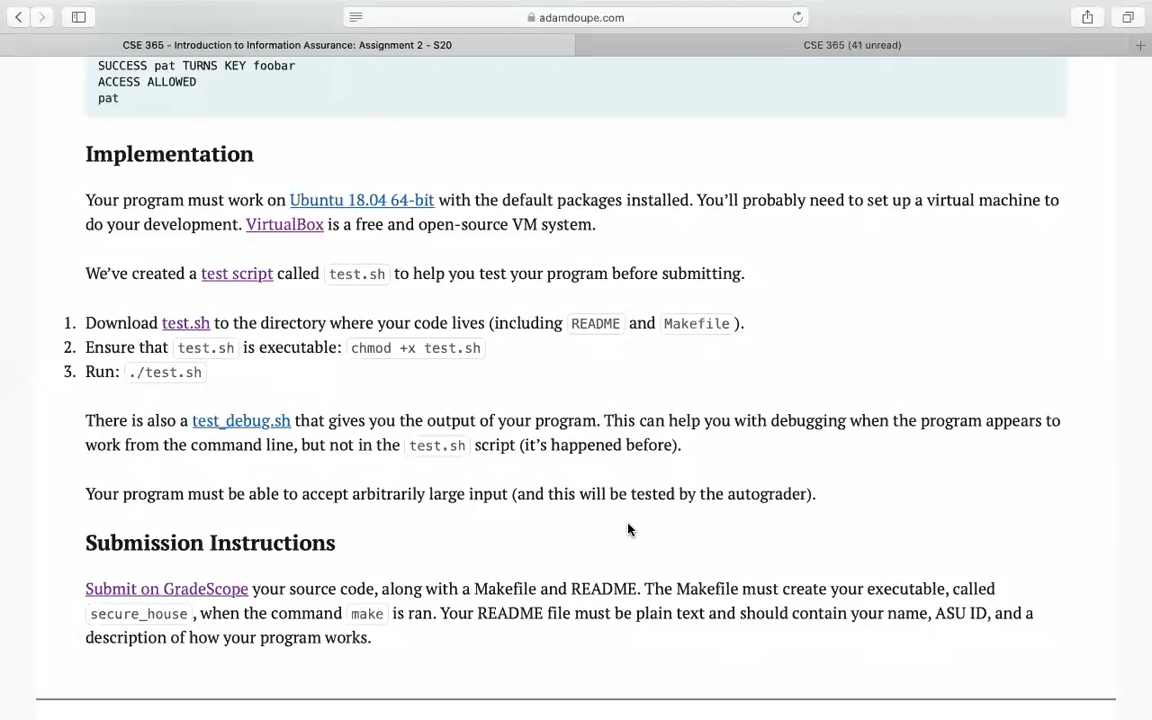 adamdoupe.com
CSE 365 - Introduction to Information Assurance: Assignment 2 - S20
CSE 365 (41 unread)
SUCCESS pat TURNS KEY foobar
ACCESS ALLOWED
pat
Implementation
Your program must work on Ubuntu 18.04 64-bit with the default packages installed. You’ll probably need to set up a virtual machine to
do your development. VirtualBox is a free and open-source VM system.
We’ve created a test script called test.sh to help you test your program before submitting.
1. Download test.sh to the directory where your code lives (including README and Makefile ).
2. Ensure that test.sh is executable: chmod +x test.sh
3. Run: ./test.sh
There is also a test_debug.sh that gives you the output of your program. This can help you with debugging when the program appears to
work from the command line, but not in the test.sh script (it’s happened before).
Your program must be able to accept arbitrarily large input (and this will be tested by the autograder).
Submission Instructions
Submit on GradeScope your source code, along with a Makefile and README. The Makefile must create your executable, called
secure_house , when the command make is ran. Your README file must be plain text and should contain your name, ASU ID, and a
description of how your program works.